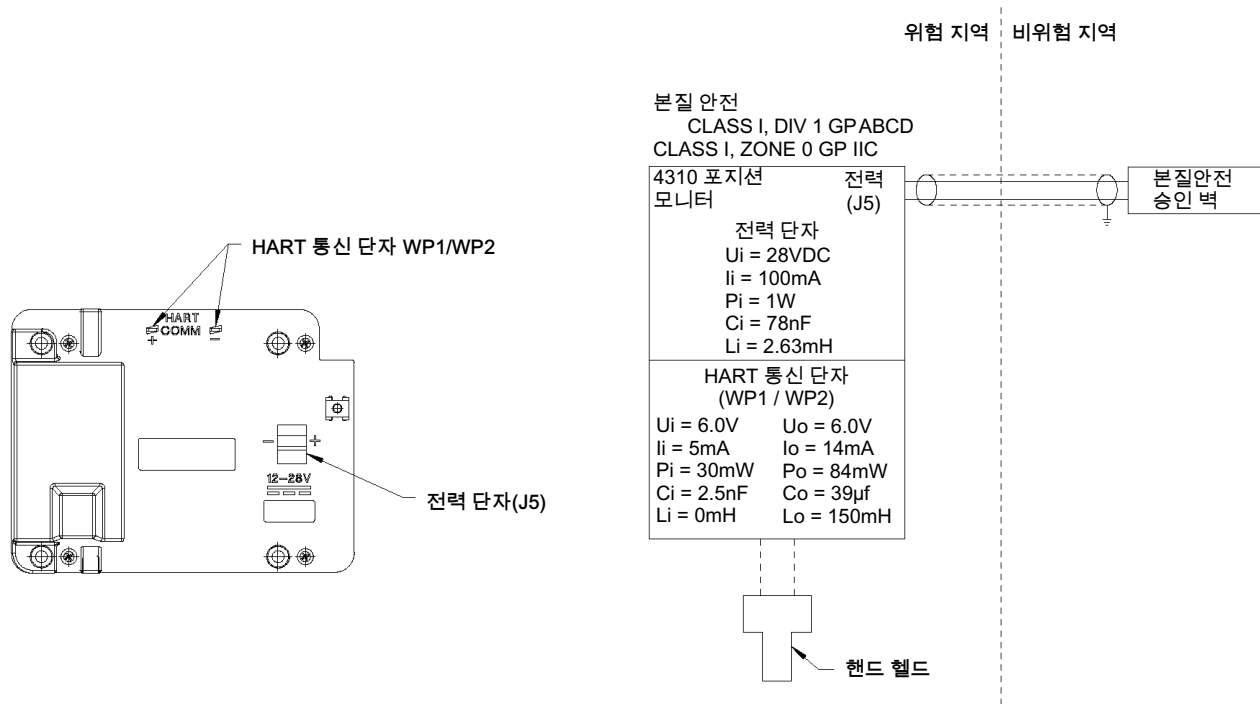 위험 지역
비위험 지역
본질 안전
CLASS I, DIV 1 GP ABCD
CLASS I, ZONE 0 GP IIC
4310 포지션
모니터
전력
(J5)
본질안전
승인 벽
전력 단자
Ui = 28VDC
Ii = 100mA
Pi = 1W
Ci = 78nF
Li = 2.63mH
HART 통신 단자
(WP1 / WP2)
Ui = 6.0V
Ii = 5mA
Pi = 30mW
Ci = 2.5nF
Li = 0mH
Uo = 6.0V
Io = 14mA
Po = 84mW
Co = 39µf
Lo = 150mH
핸드 헬드
HART 통신 단자 WP1/WP2
HART
COMM
+
−
− +
12−28V
전력 단자(J5)